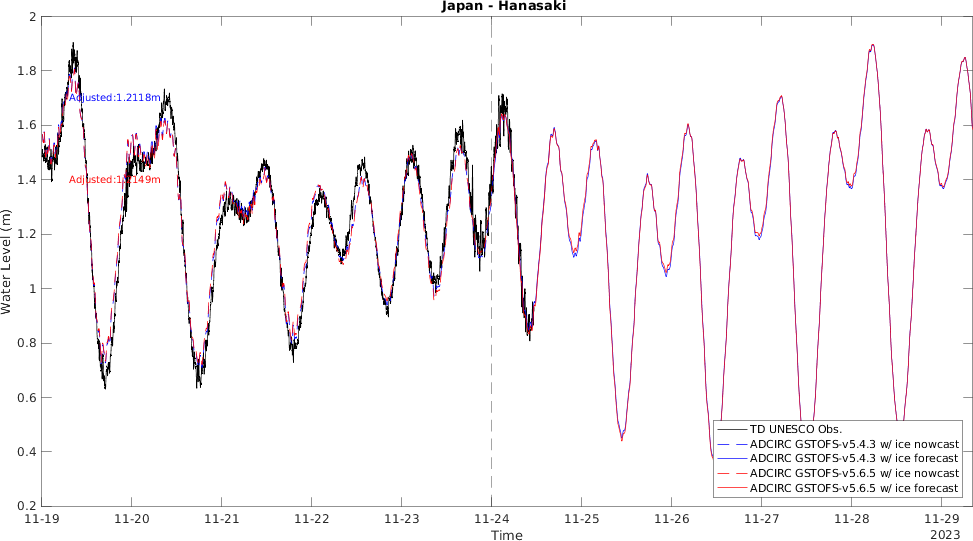 Japan - Hanasaki
2
1.8
1.6
1.4
1.2
1
0.8
0.6
0.4
0.2
Water Level (m)
Adjusted:1.2118m
TD UNESCO Obs.
ADCIRC GSTOFS-v5.4.3 w/ ice nowcast
ADCIRC GSTOFS-v5.4.3 w/ ice forecast
ADCIRC GSTOFS-v5.6.5 w/ ice nowcast
ADCIRC GSTOFS-v5.6.5 w/ ice forecast
11-19 11-20 11-21 11-22 11-23 11-24 11-25 11-26 11-27 11-28 11-29
2023
Time